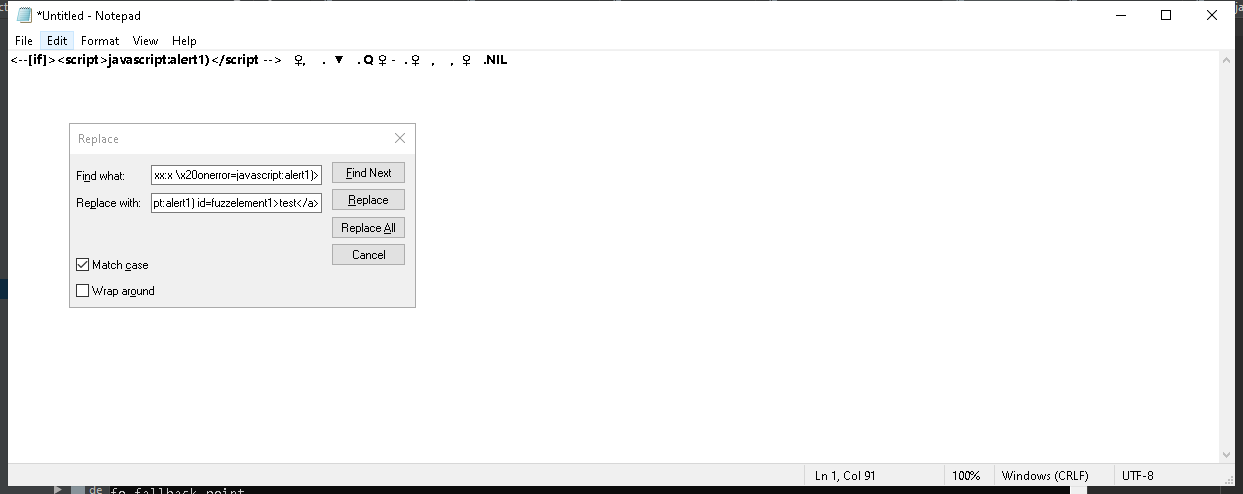 *Untitled - Notepad
File Edit Format View Help
<--[if]><script>javascript:alert1)</script --> ♀, . ▼ .Q♀- .♀ , , ♀ .NIL
Replace
Find what: xx:x \x20onerror=javascript:alert1)> Find Next
Replace with: pt:alert1) id=fuzzelement1>test</a> Replace
Replace All
Cancel
Match case
Wrap around
Ln 1, Col 91 100% Windows (CRLF) UTF-8
de fo fallback point